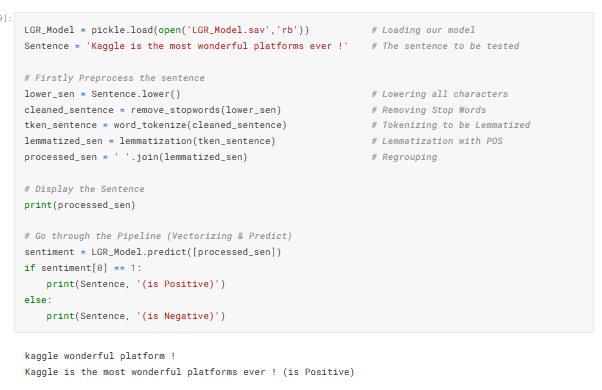 9]:
LGR_Model = pickle.load(open('LGR_Model.sav','rb')) # Loading our model
Sentence = 'Kaggle is the most wonderful platforms ever !' # The sentence to be tested
# Firstly Preprocess the sentence
lower_sen = Sentence.lower() # Lowering all characters
cleaned_sentence = remove_stopwords(lower_sen) # Removing Stop Words
tken_sentence = word_tokenize(cleaned_sentence) # Tokenizing to be Lemmatized
lemmatized_sen = lemmatization(tken_sentence) # Lemmatization with POS
processed_sen = ' '.join(lemmatized_sen) # Regrouping
# Display the Sentence
print(processed_sen)
# Go through the Pipeline (Vectorizing & Predict)
sentiment = LGR_Model.predict([processed_sen])
if sentiment[0] == 1:
    print(Sentence, '(is Positive)')
else:
    print(Sentence, '(is Negative)')
kaggle wonderful platform !
Kaggle is the most wonderful platforms ever ! (is Positive)